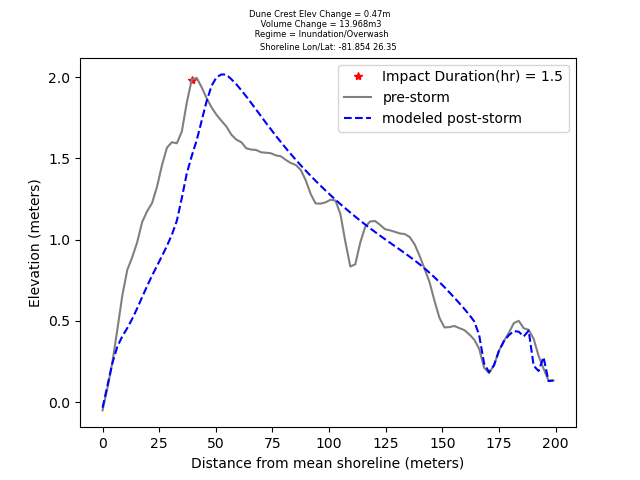 Dune Crest Elev Change = 0.47m
Volume Change = 13.968m3
Regime = Inundation/Overwash
Shoreline Lon/Lat: -81.854 26.35
Impact Duration(hr) = 1.5
pre-storm
modeled post-storm
Elevation (meters)
2.0
1.5
1.0
0.5
0.0
0 25 50 75 100 125 150 175 200
Distance from mean shoreline (meters)